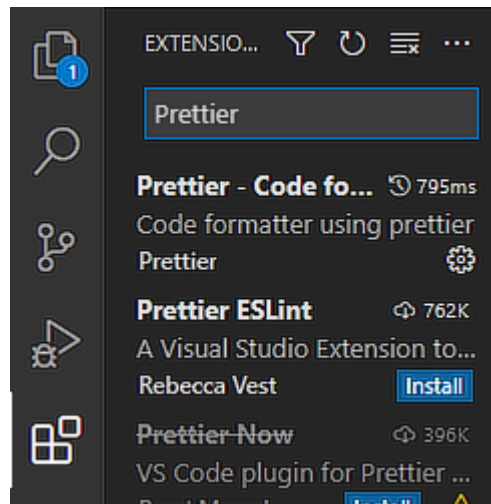 EXTENSIO...
1
Prettier
Prettier - Code fo... 795ms
Code formatter using prettier
Prettier
Prettier ESLint 762K
A Visual Studio Extension to...
Rebecca Vest Install
Prettier Now 396K
VS Code plugin for Prettier ...
Install